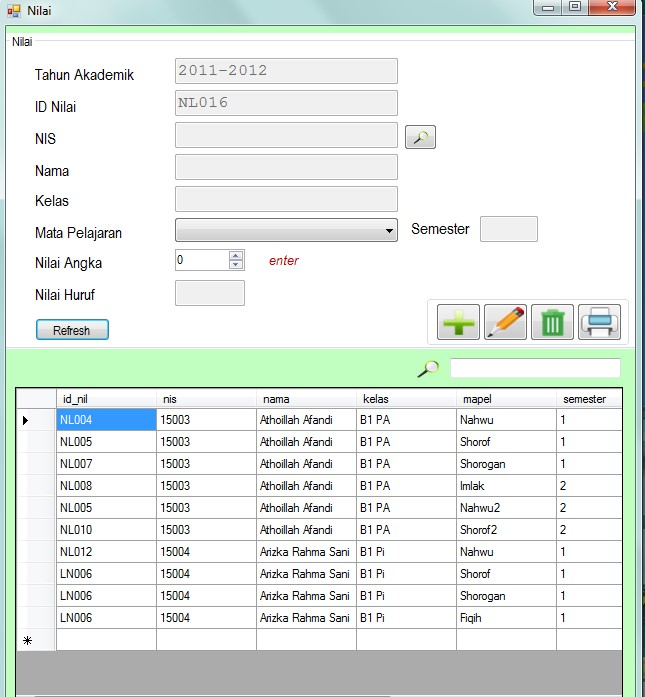 Nilai
Nilai
Tahun Akademik 2011-2012
ID Nilai NL016
NIS
Nama
Kelas
Mata Pelajaran Semester
Nilai Angka 0 enter
Nilai Huruf
Refresh
id_nil nis nama kelas mapel semester
NL004 15003 Athoillah Afandi B1 PA Nahwu 1
NL005 15003 Athoillah Afandi B1 PA Shorof 1
NL007 15003 Athoillah Afandi B1 PA Shorogan 1
NL008 15003 Athoillah Afandi B1 PA Imlak 2
NL005 15003 Athoillah Afandi B1 PA Nahwu2 2
NL010 15003 Athoillah Afandi B1 PA Shorof2 2
NL012 15004 Arizka Rahma Sani B1 Pi Nahwu 1
LN006 15004 Arizka Rahma Sani B1 Pi Shorof 1
LN006 15004 Arizka Rahma Sani B1 Pi Shorogan 1
LN006 15004 Arizka Rahma Sani B1 Pi Fiqih 1